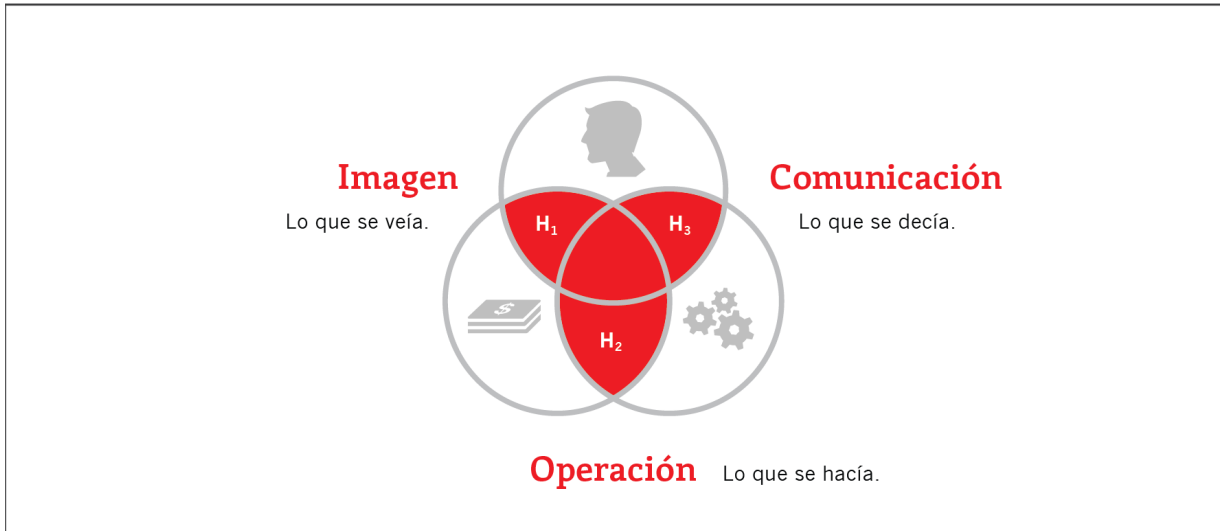 Imagen
Comunicación
Lo que se veía.
Lo que se decía.
H₁
H₃
$
H₂
Operación Lo que se hacía.